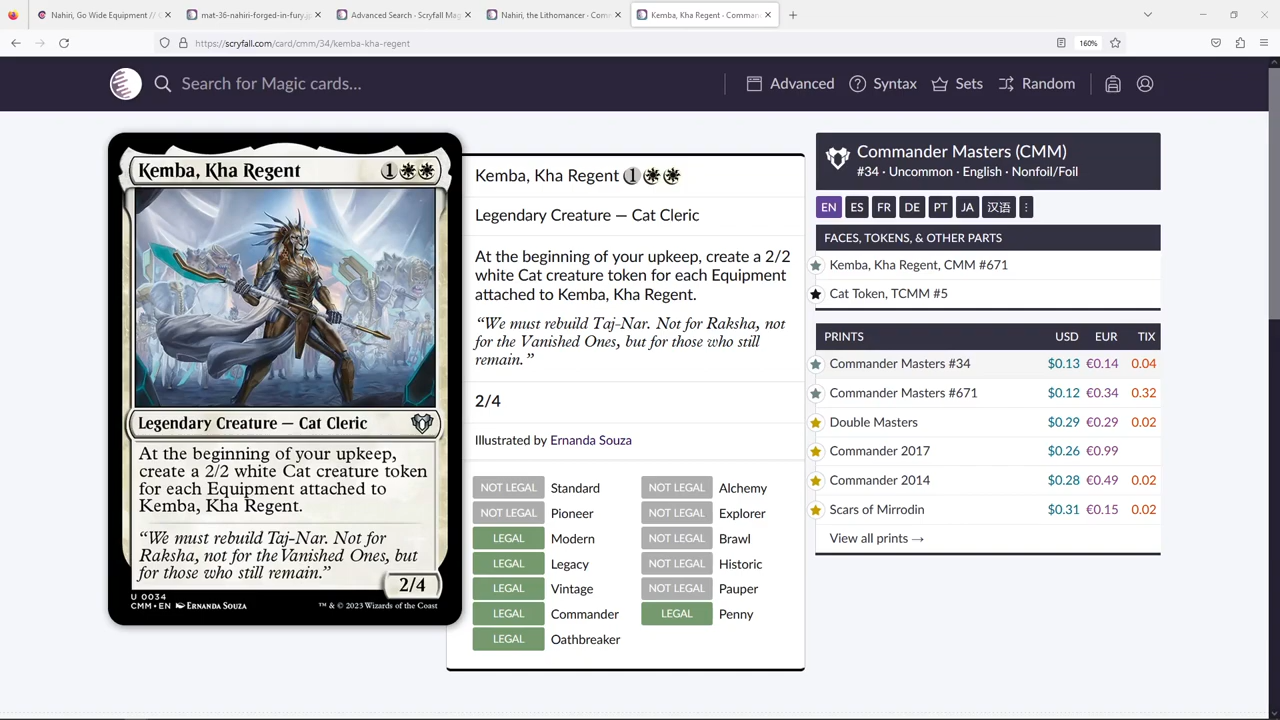 Nahiri, Go Wide Equipment // C
mat-36-nahiri-forged-in-fury.j
Advanced Search · Scryfall Mag
Nahiri, the Lithomancer · Comm
Kemba, Kha Regent · Comman
https://scryfall.com/card/cmm/34/kemba-kha-regent
160%
Search for Magic cards…
Advanced
Syntax
Sets
Random
Kemba, Kha Regent 1
Legendary Creature — Cat Cleric
At the beginning of your upkeep,
create a 2/2 white Cat creature token
for each Equipment attached to
Kemba, Kha Regent.
“We must rebuild Taj-Nar. Not for
Raksha, not for the Vanished Ones, but
for those who still remain.”
2/4
U 0034
CMM • EN Ernanda Souza
™ & © 2023 Wizards of the Coast
Kemba, Kha Regent 1
Legendary Creature — Cat Cleric
At the beginning of your upkeep, create a 2/2
white Cat creature token for each Equipment
attached to Kemba, Kha Regent.
“We must rebuild Taj-Nar. Not for Raksha, not
for the Vanished Ones, but for those who still
remain.”
2/4
Illustrated by Ernanda Souza
NOT LEGAL Standard NOT LEGAL Alchemy
NOT LEGAL Pioneer NOT LEGAL Explorer
LEGAL Modern NOT LEGAL Brawl
LEGAL Legacy NOT LEGAL Historic
LEGAL Vintage NOT LEGAL Pauper
LEGAL Commander LEGAL Penny
LEGAL Oathbreaker
Commander Masters (CMM)
#34 · Uncommon · English · Nonfoil/Foil
EN ES FR DE PT JA 汉语
FACES, TOKENS, & OTHER PARTS
Kemba, Kha Regent, CMM #671
Cat Token, TCMM #5
PRINTS USD EUR TIX
Commander Masters #34 $0.13 €0.14 0.04
Commander Masters #671 $0.12 €0.34 0.32
Double Masters $0.29 €0.29 0.02
Commander 2017 $0.26 €0.99
Commander 2014 $0.28 €0.49 0.02
Scars of Mirrodin $0.31 €0.15 0.02
View all prints →